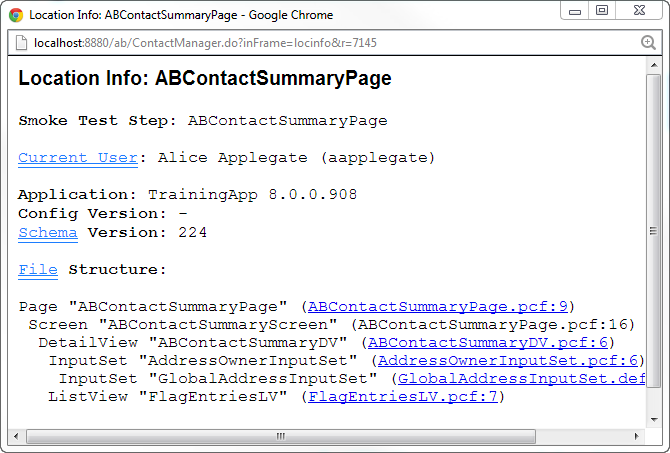 Location Info: ABContactSummaryPage - Google Chrome
localhost:8880/ab/ContactManager.do?inFrame=locinfo&r=7145
Location Info: ABContactSummaryPage
Smoke Test Step: ABContactSummaryPage
Current User: Alice Applegate (aapplegate)
Application: TrainingApp 8.0.0.908
Config Version: -
Schema Version: 224
File Structure:
Page "ABContactSummaryPage" (ABContactSummaryPage.pcf:9)
Screen "ABContactSummaryScreen" (ABContactSummaryPage.pcf:16)
DetailView "ABContactSummaryDV" (ABContactSummaryDV.pcf:6)
InputSet "AddressOwnerInputSet" (AddressOwnerInputSet.pcf:6)
InputSet "GlobalAddressInputSet" (GlobalAddressInputSet.def
ListView "FlagEntriesLV" (FlagEntriesLV.pcf:7)